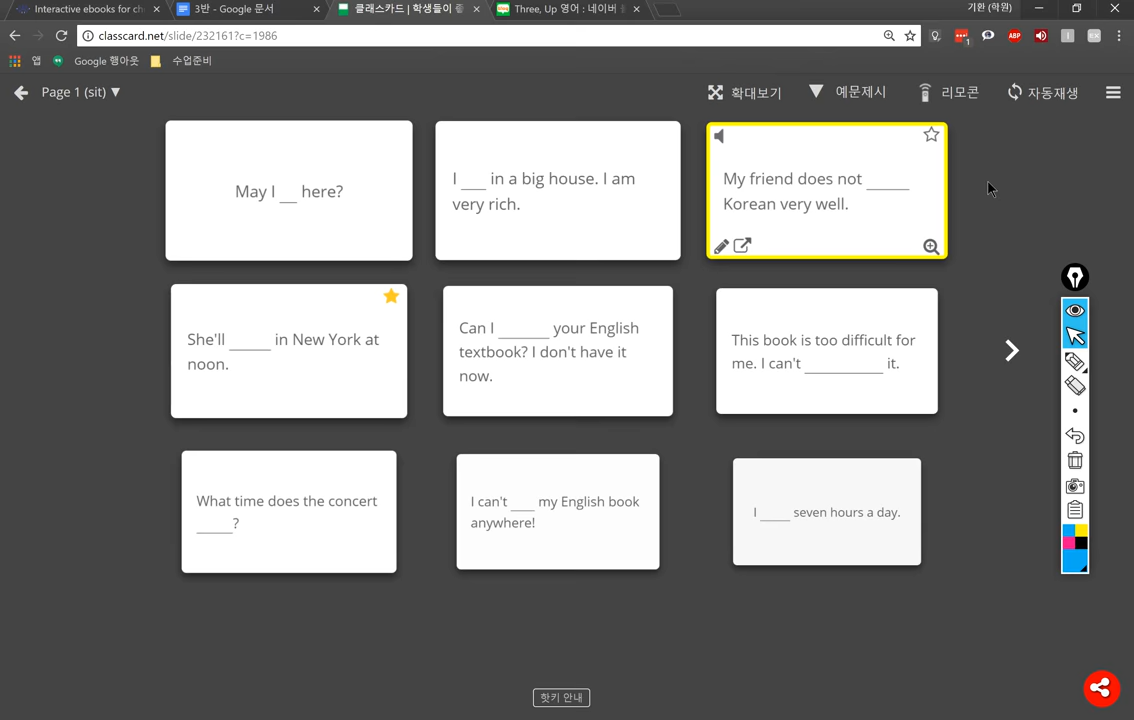 Interactive ebooks for ch
3반 - Google 문서
클래스카드 | 학생들이 좋
Three, Up 영어 : 네이버
기환 (학원)
classcard.net/slide/232161?c=1986
1
ABP
앱
Google 행아웃
수업준비
Page 1 (sit) ▼
확대보기
예문제시
리모콘
자동재생
May I __ here?
I ___ in a big house. I am
very rich.
My friend does not _____
Korean very well.
She'll _____ in New York at
noon.
Can I ______ your English
textbook? I don't have it
now.
This book is too difficult for
me. I can't _________ it.
What time does the concert
_____?
I can't ___ my English book
anywhere!
I ____ seven hours a day.
핫키 안내